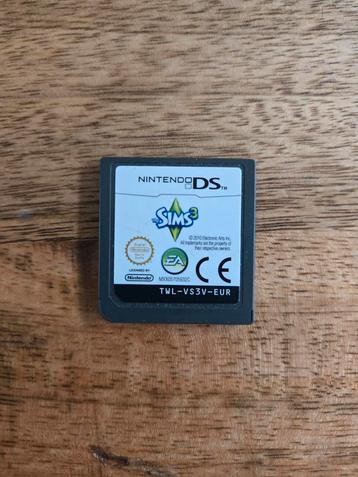 NINTENDO DS™
The SIMS 3
© 2010 Electronic Arts Inc.
All trademarks are the property of
their respective owners.
LICENSED BY
Nintendo
EA
CE
TWL-VS3V-EUR